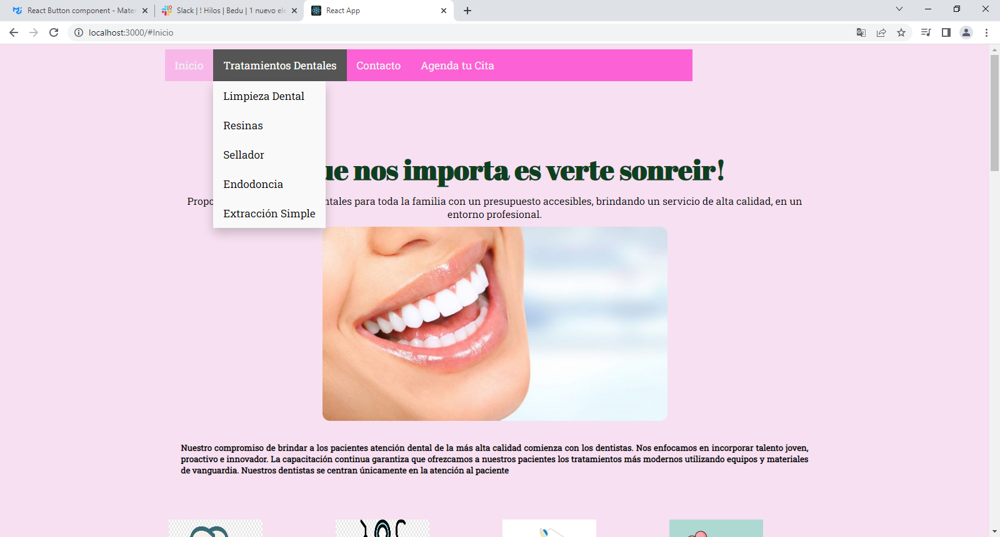 React Button component - Mater
Slack | ! Hilos | Bedu | 1 nuevo ele
React App
localhost:3000/#Inicio
Inicio
Tratamientos Dentales
Contacto
Agenda tu Cita
Limpieza Dental
Resinas
Sellador
Endodoncia
Extracción Simple
ue nos importa es verte sonreir!
Propo ntales para toda la familia con un presupuesto accesibles, brindando un servicio de alta calidad, en un
entorno profesional.
Nuestro compromiso de brindar a los pacientes atención dental de la más alta calidad comienza con los dentistas. Nos enfocamos en incorporar talento joven,
proactivo e innovador. La capacitación continua garantiza que ofrezcamos a nuestros pacientes los tratamientos más modernos utilizando equipos y materiales
de vanguardia. Nuestros dentistas se centran únicamente en la atención al paciente